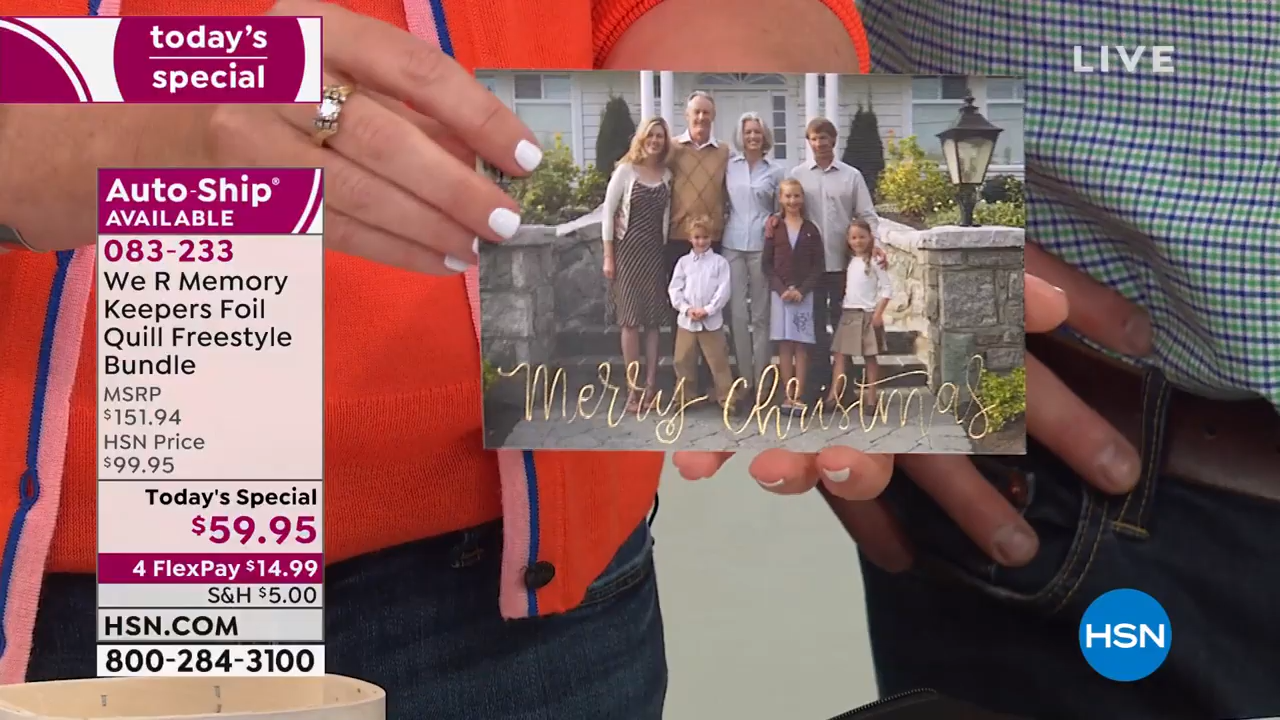 today's
special
LIVE
Auto-Ship®
AVAILABLE
083-233
We R Memory
Keepers Foil
Quill Freestyle
Bundle
MSRP
$151.94
HSN Price
$99.95
Today's Special
$59.95
4 FlexPay $14.99
S&H $5.00
HSN.COM
800-284-3100
Merry Christmas
HSN